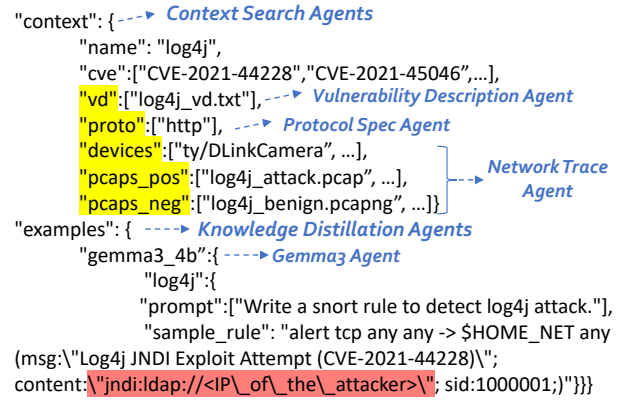 "context": { Context Search Agents
"name": "log4j",
"cve":["CVE-2021-44228","CVE-2021-45046”,…],
"vd":["log4j_vd.txt"], Vulnerability Description Agent
"proto":["http"], Protocol Spec Agent
"devices":["ty/DLinkCamera”, …],
"pcaps_pos":["log4j_attack.pcap”, …],
"pcaps_neg":["log4j_benign.pcapng”, …]}
Network Trace
Agent
"examples": { Knowledge Distillation Agents
"gemma3_4b”:{ Gemma3 Agent
"log4j":{
"prompt":["Write a snort rule to detect log4j attack."],
"sample_rule": "alert tcp any any -> $HOME_NET any
(msg:\"Log4j JNDI Exploit Attempt (CVE-2021-44228)\";
content:\"jndi:ldap://<IP\_of\_the\_attacker>\"; sid:1000001;)"}}}